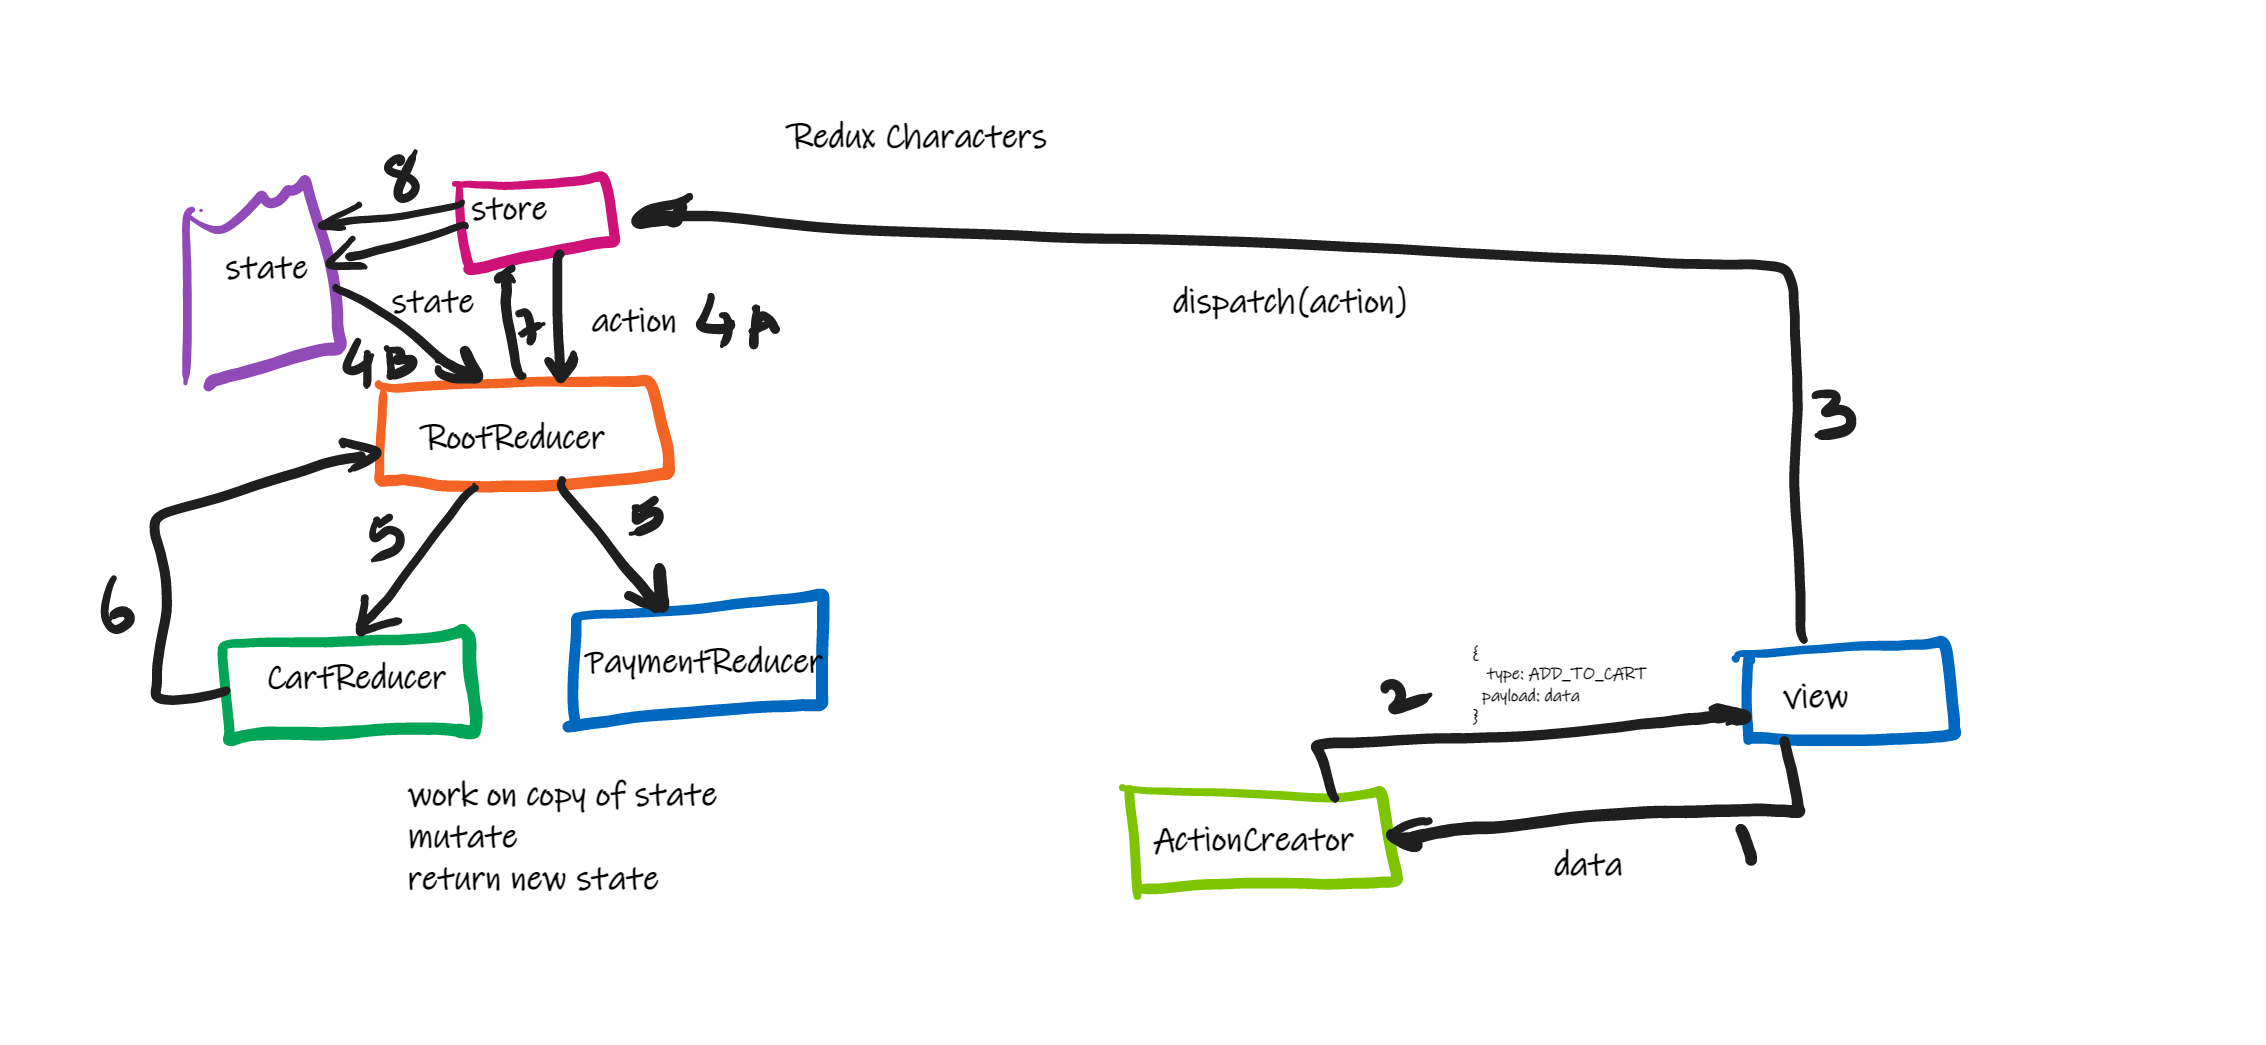 Redux Characters
8
store
state
state
7
action 4A
dispatch(action)
4B
3
RootReducer
5
5
6
{
type: ADD_TO_CART
payload: data
}
2
PaymentReducer
CartReducer
view
work on copy of state
mutate
return new state
ActionCreator
data
1